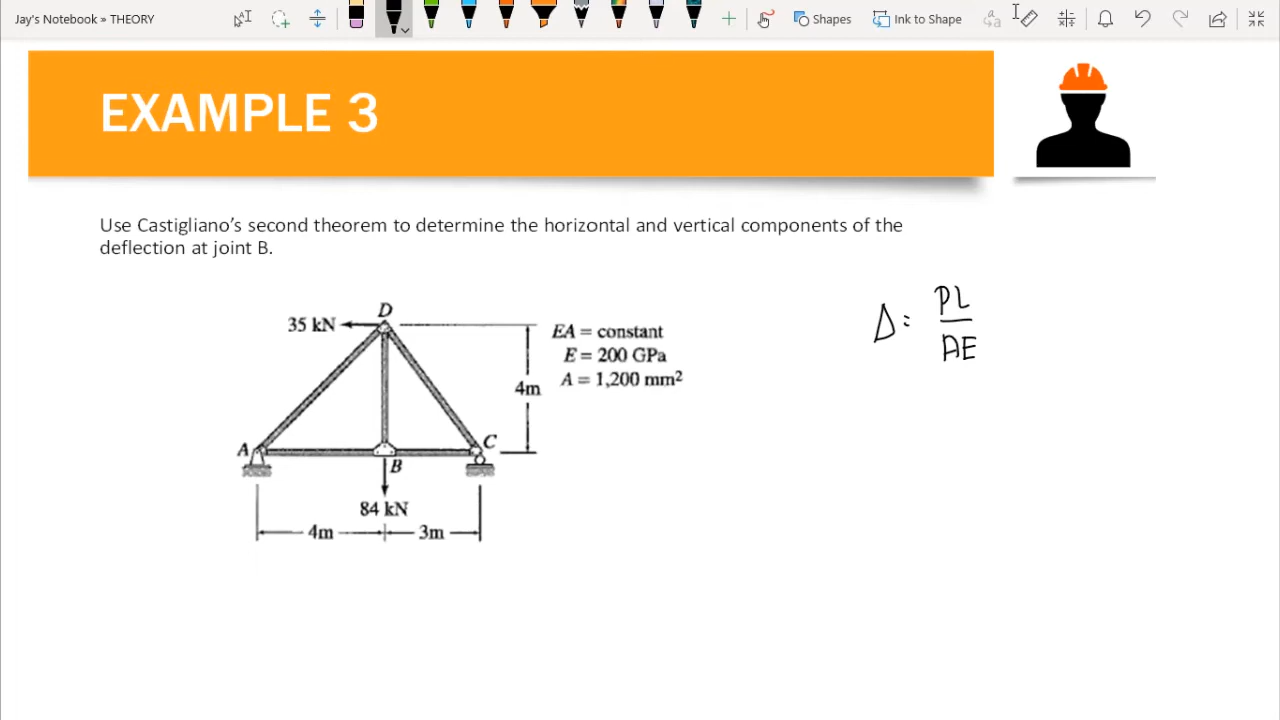 Jay's Notebook » THEORY
Shapes
Ink to Shape
EXAMPLE 3
Use Castigliano's second theorem to determine the horizontal and vertical components of the
deflection at joint B.
D
35 kN
EA = constant
E = 200 GPa
A = 1,200 mm²
4m
A
C
B
84 kN
4m
3m
Δ = PL
AE